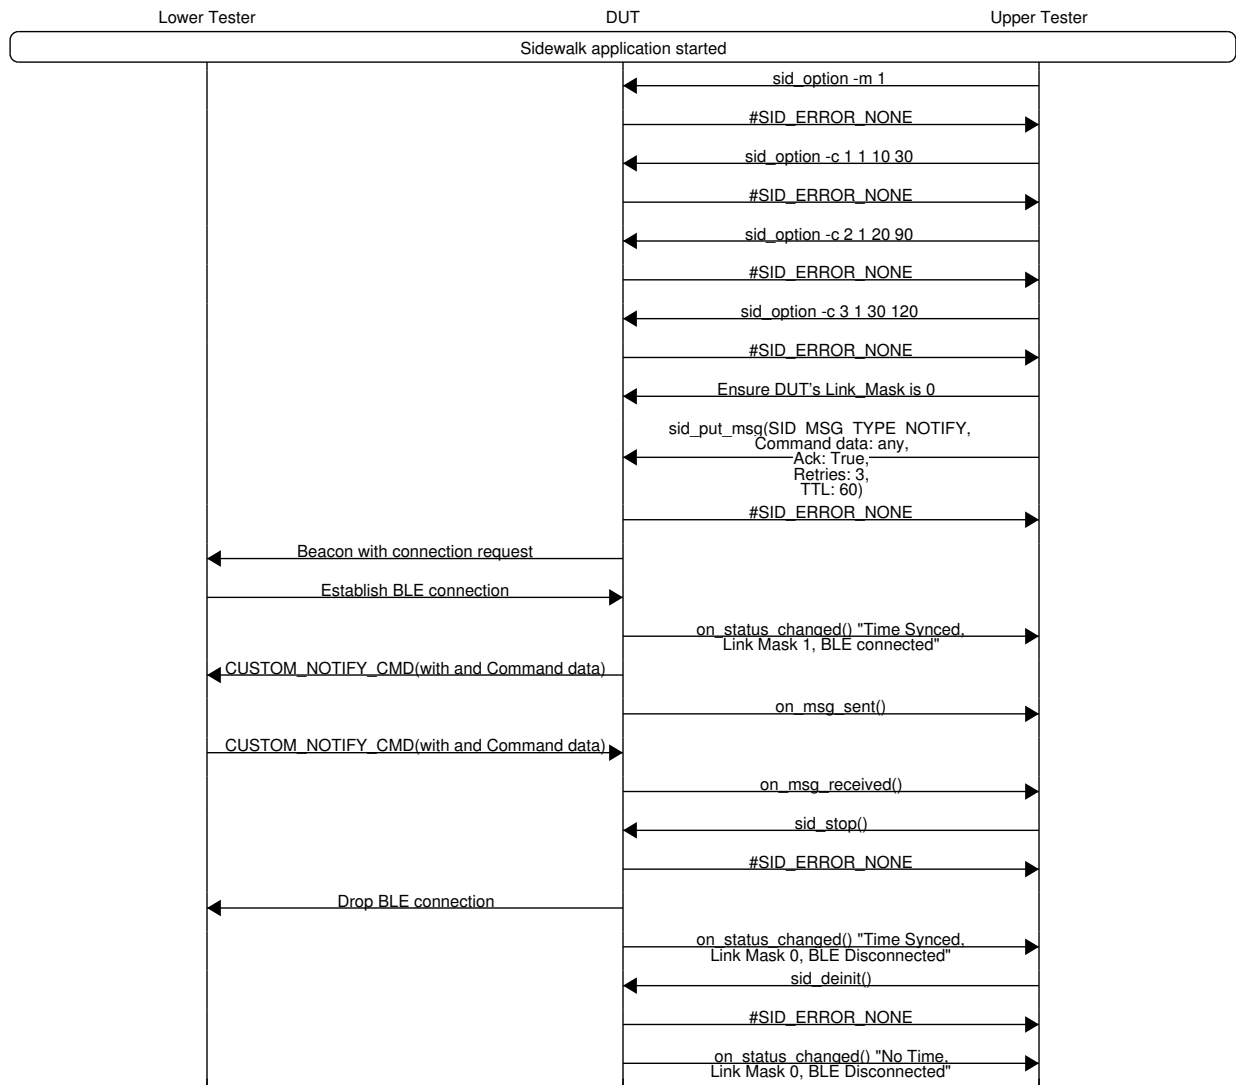 Lower Tester
DUT
Upper Tester
Sidewalk application started
sid_option -m 1
#SID_ERROR_NONE
sid_option -c 1 1 10 30
#SID_ERROR_NONE
sid_option -c 2 1 20 90
#SID_ERROR_NONE
sid_option -c 3 1 30 120
#SID_ERROR_NONE
Ensure DUT's Link_Mask is 0
sid_put_msg(SID_MSG_TYPE_NOTIFY,
Command data: any,
Ack: True,
Retries: 3,
TTL: 60)
#SID_ERROR_NONE
Beacon with connection request
Establish BLE connection
on_status_changed() "Time Synced,
Link Mask 1, BLE connected"
CUSTOM_NOTIFY_CMD(with and Command data)
on_msg_sent()
CUSTOM_NOTIFY_CMD(with and Command data)
on_msg_received()
sid_stop()
#SID_ERROR_NONE
Drop BLE connection
on_status_changed() "Time Synced,
Link Mask 0, BLE Disconnected"
sid_deinit()
#SID_ERROR_NONE
on_status_changed() "No Time,
Link Mask 0, BLE Disconnected"